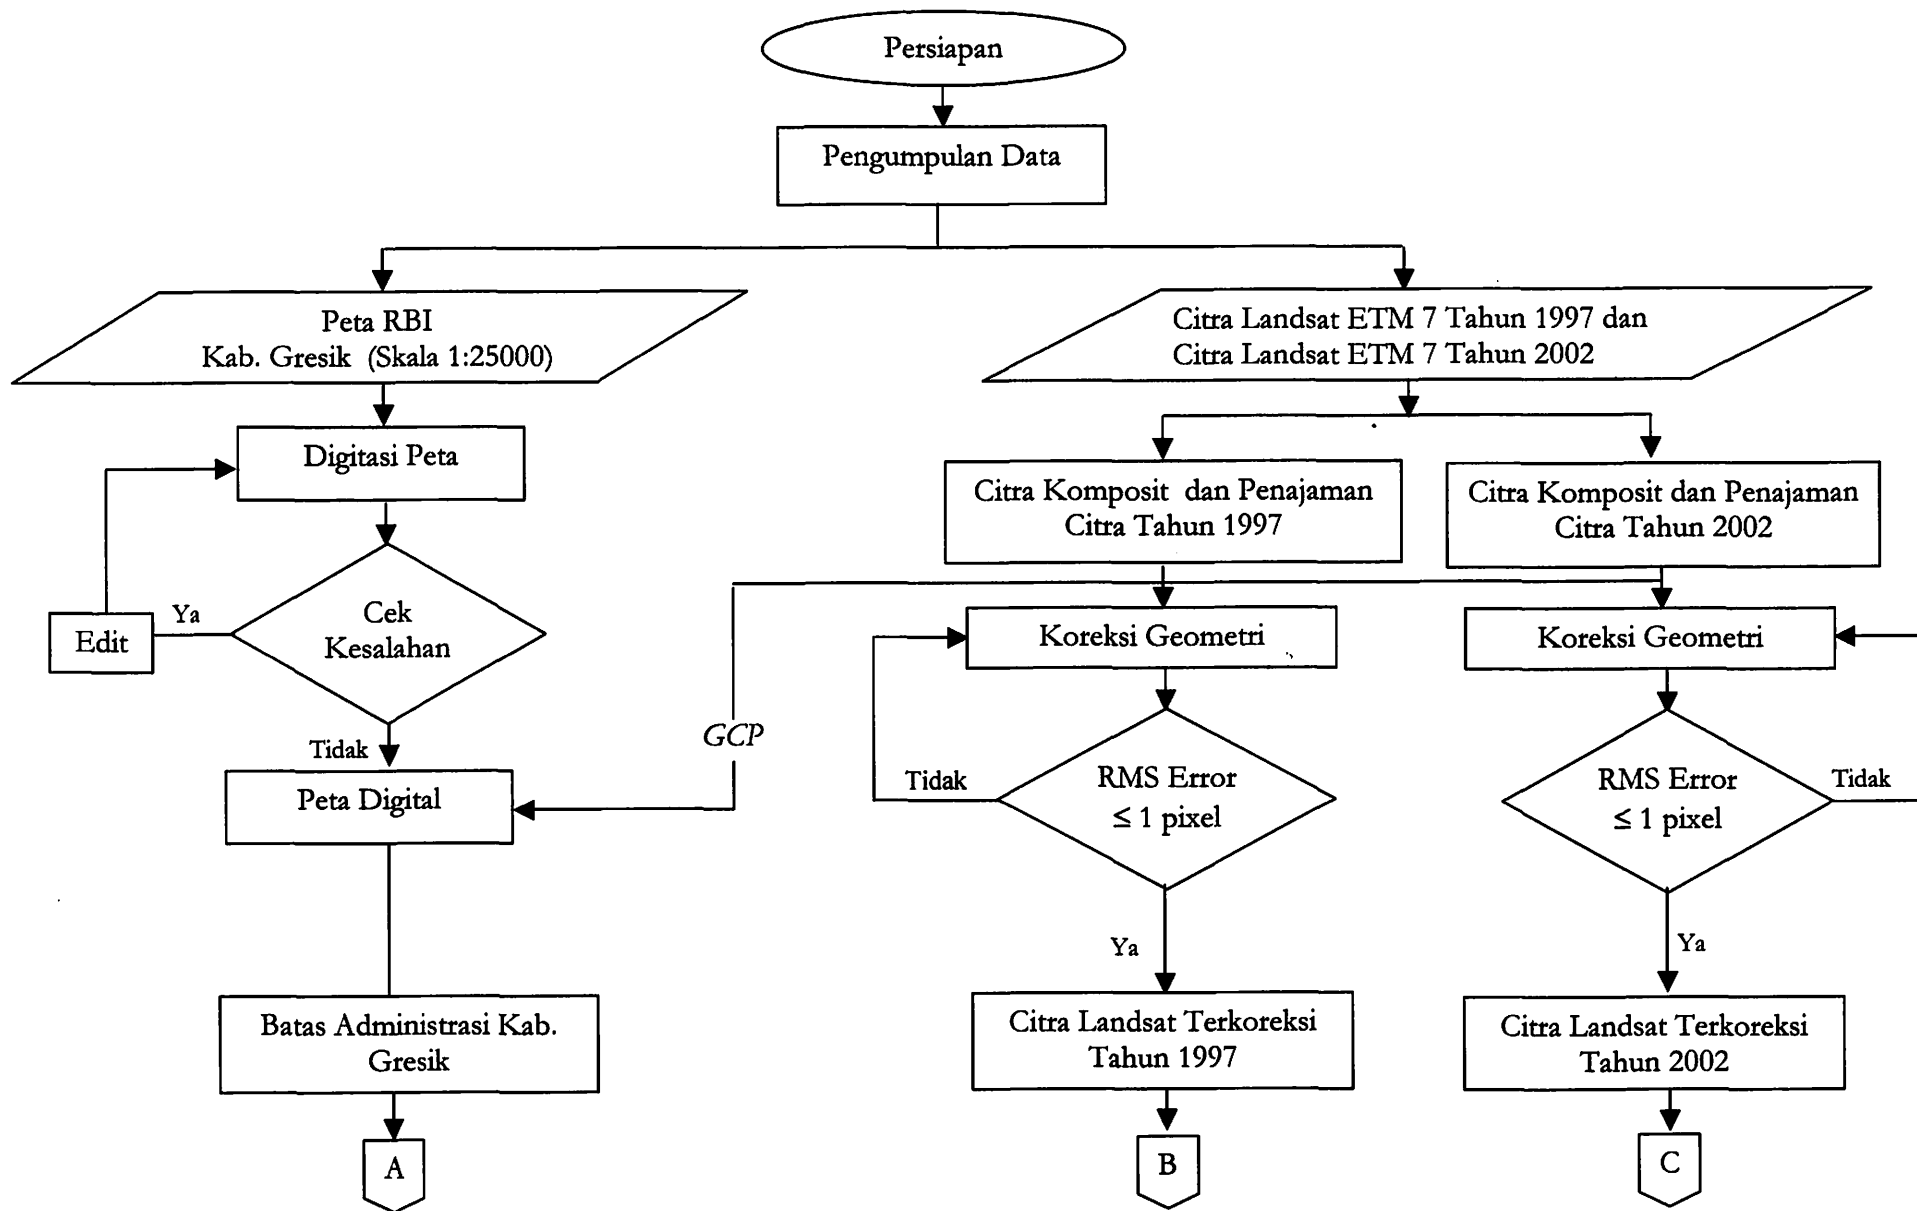 Persiapan
Pengumpulan Data
Peta RBI
Kab. Gresik (Skala 1:25000)
Citra Landsat ETM 7 Tahun 1997 dan
Citra Landsat ETM 7 Tahun 2002
Digitasi Peta
Citra Komposit dan Penajaman
Citra Tahun 1997
Citra Komposit dan Penajaman
Citra Tahun 2002
Cek
Kesalahan
Ya
Edit
Koreksi Geometri
Koreksi Geometri
GCP
Tidak
Peta Digital
RMS Error
≤ 1 pixel
Tidak
RMS Error
≤ 1 pixel
Tidak
Ya
Ya
Batas Administrasi Kab.
Gresik
Citra Landsat Terkoreksi
Tahun 1997
Citra Landsat Terkoreksi
Tahun 2002
A
B
C